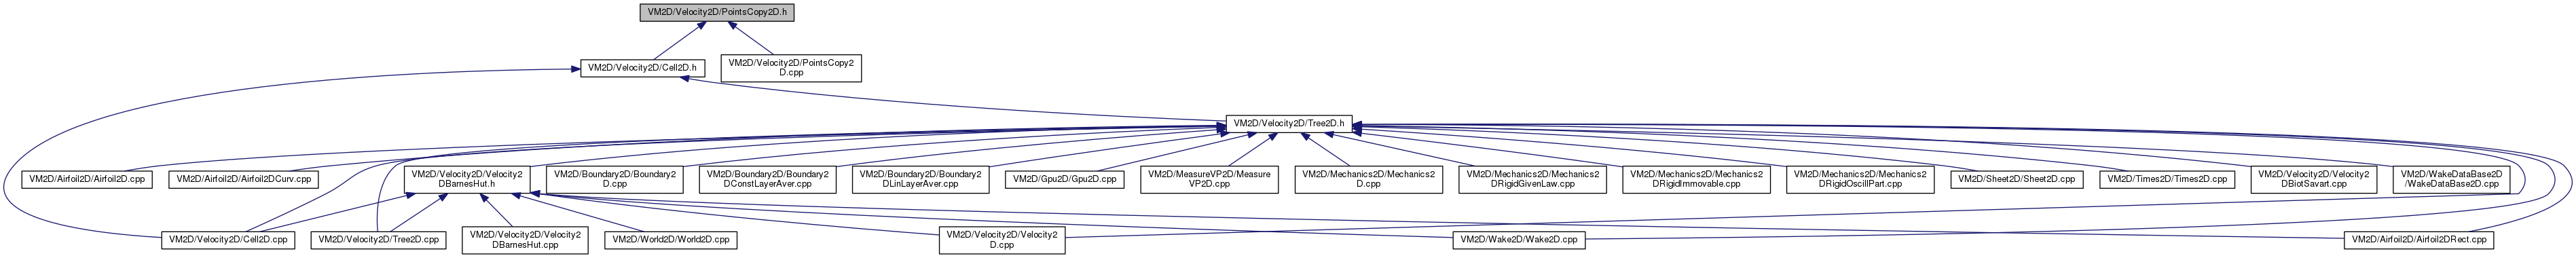 VM2D/Velocity2D/PointsCopy2D.h
VM2D/Velocity2D/Cell2D.h
VM2D/Velocity2D/PointsCopy2
D.cpp
VM2D/Velocity2D/Tree2D.h
VM2D/Airfoil2D/Airfoil2D.cpp
VM2D/Airfoil2D/Airfoil2DCurv.cpp
VM2D/Velocity2D/Velocity2
DBarnesHut.h
VM2D/Boundary2D/Boundary2
D.cpp
VM2D/Boundary2D/Boundary2
DConstLayerAver.cpp
VM2D/Boundary2D/Boundary2
DLinLayerAver.cpp
VM2D/Gpu2D/Gpu2D.cpp
VM2D/MeasureVP2D/Measure
VP2D.cpp
VM2D/Mechanics2D/Mechanics2
D.cpp
VM2D/Mechanics2D/Mechanics2
DRigidGivenLaw.cpp
VM2D/Mechanics2D/Mechanics2
DRigidImmovable.cpp
VM2D/Mechanics2D/Mechanics2
DRigidOscillPart.cpp
VM2D/Sheet2D/Sheet2D.cpp
VM2D/Times2D/Times2D.cpp
VM2D/Velocity2D/Velocity2
DBiotSavart.cpp
VM2D/WakeDataBase2D
/WakeDataBase2D.cpp
VM2D/Velocity2D/Cell2D.cpp
VM2D/Velocity2D/Tree2D.cpp
VM2D/Velocity2D/Velocity2
DBarnesHut.cpp
VM2D/World2D/World2D.cpp
VM2D/Velocity2D/Velocity2
D.cpp
VM2D/Wake2D/Wake2D.cpp
VM2D/Airfoil2D/Airfoil2DRect.cpp